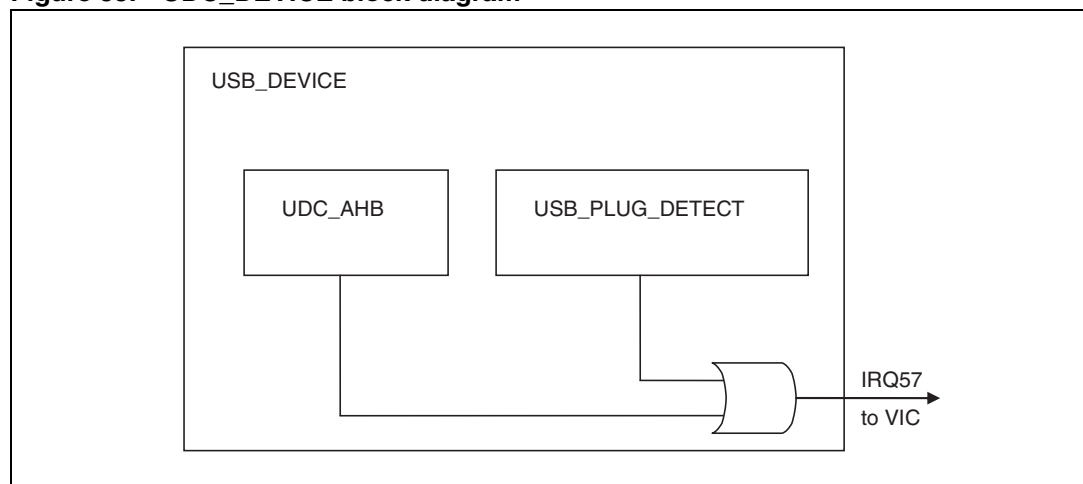 USB_DEVICE
UDC_AHB
USB_PLUG_DETECT
IRQ57
to VIC